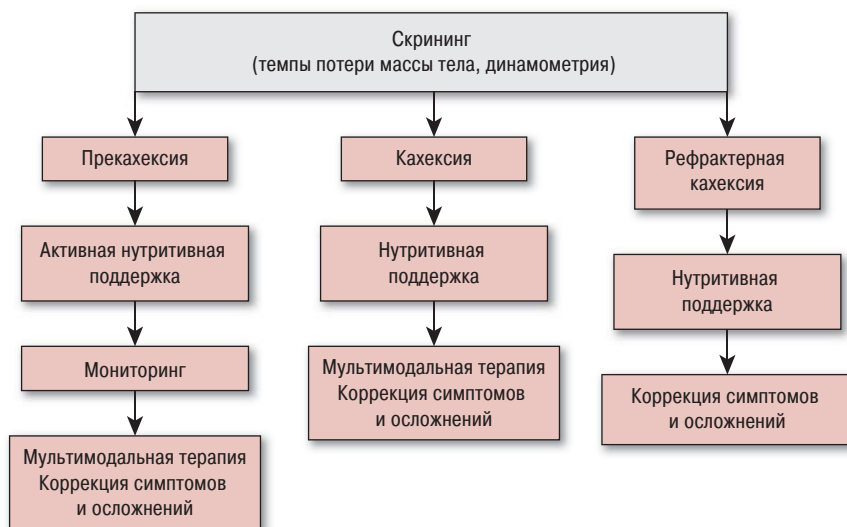 Скрининг
(темпы потери массы тела, динамометрия)
Прекахексия
Активная нутритивная
поддержка
Мониторинг
Мультимодальная терапия
Коррекция симптомов
и осложнений
Кахексия
Нутритивная
поддержка
Мультимодальная терапия
Коррекция симптомов
и осложнений
Рефрактерная
кахексия
Нутритивная
поддержка
Коррекция симптомов
и осложнений